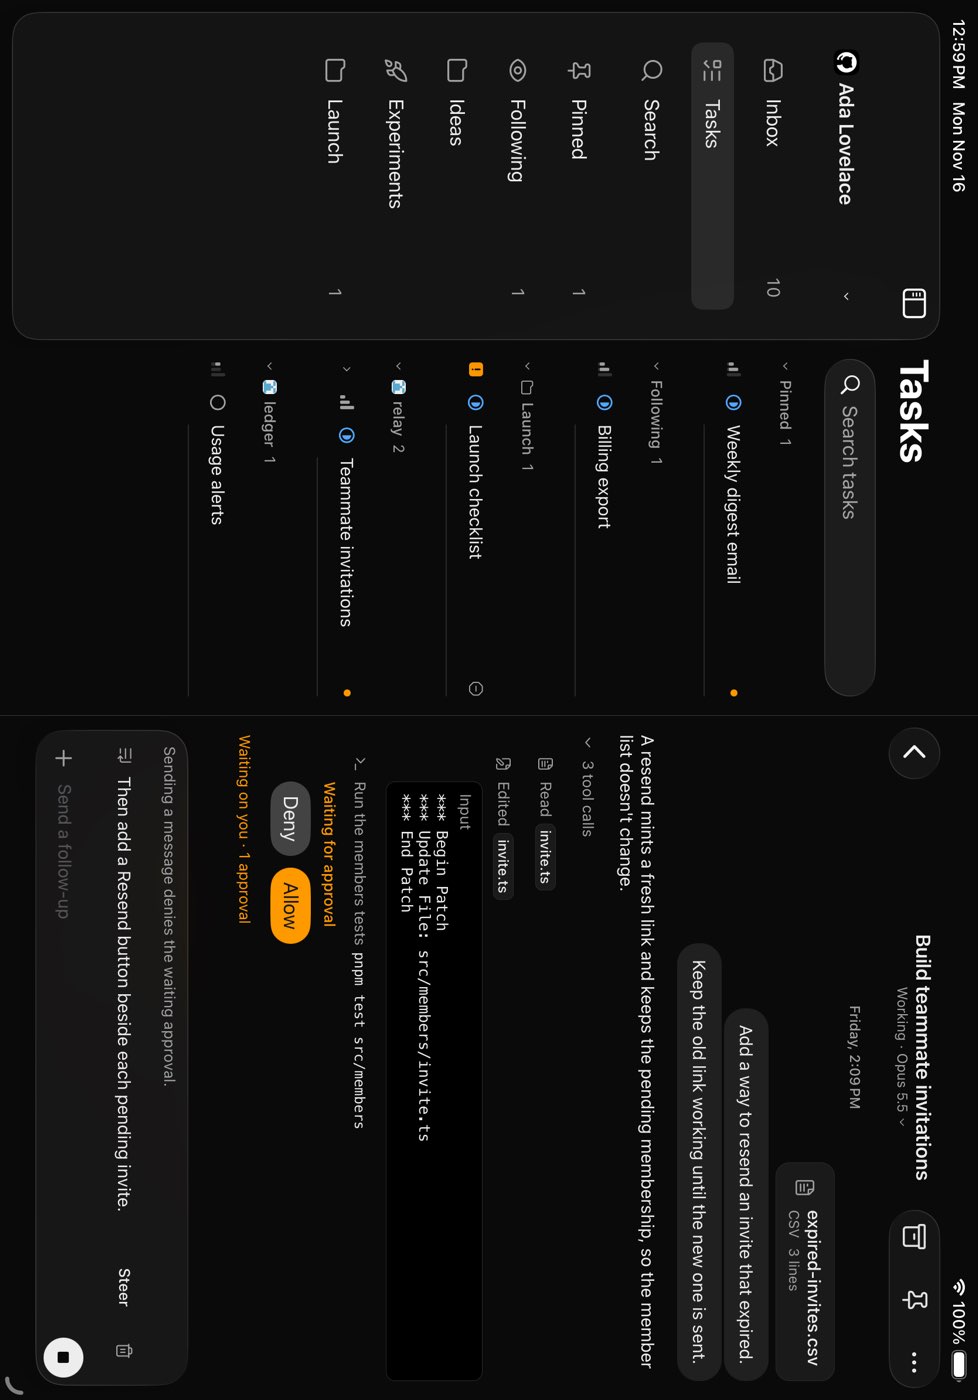 12:59 PM Mon Nov 16
100%
Ada Lovelace
Inbox 10
Tasks
Search
Pinned 1
Following 1
Ideas
Experiments
Launch 1
Tasks
Search tasks
Pinned 1
Weekly digest email
Following 1
Billing export
Launch 1
Launch checklist
relay 2
Teammate invitations
ledger 1
Usage alerts
Build teammate invitations
Working · Opus 5.5
Friday, 2:09 PM
expired-invites.csv
CSV 3 lines
Add a way to resend an invite that expired.
Keep the old link working until the new one is sent.
A resend mints a fresh link and keeps the pending membership, so the member
list doesn't change.
3 tool calls
Read invite.ts
Edited invite.ts
Input
*** Begin Patch
*** Update File: src/members/invite.ts
*** End Patch
Run the members tests pnpm test src/members
Waiting for approval
Deny Allow
Waiting on you · 1 approval
Sending a message denies the waiting approval.
Then add a Resend button beside each pending invite. Steer
Send a follow-up